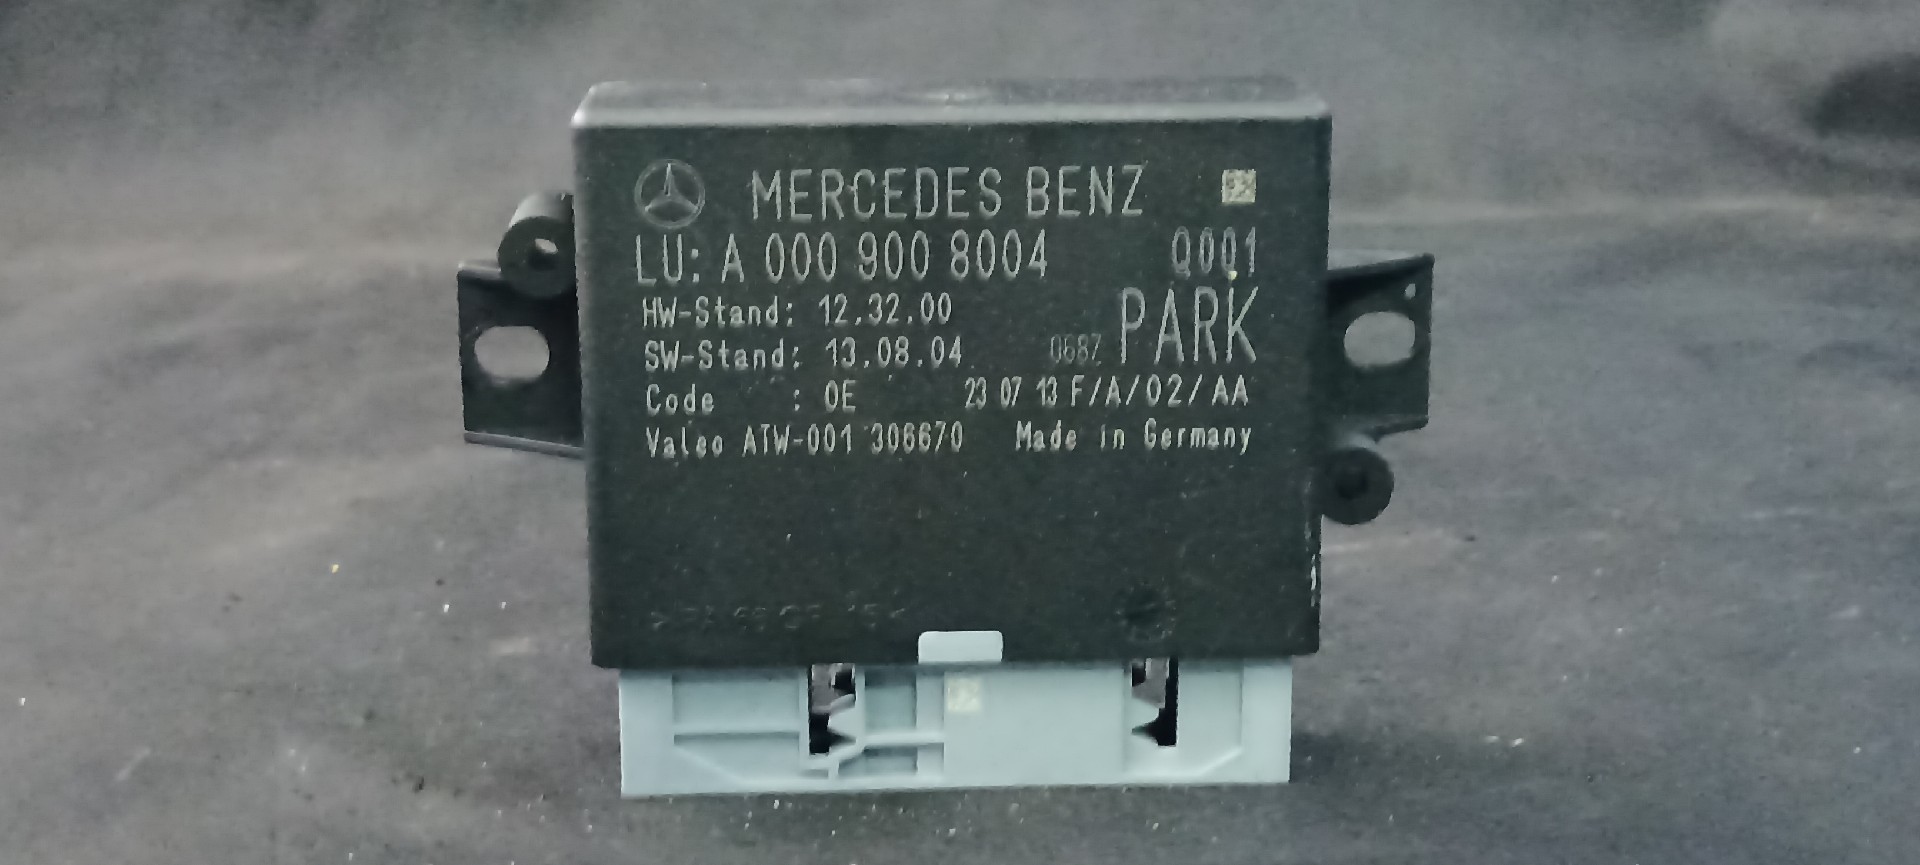 MERCEDES BENZ
LU: A 000 900 8004 Q001
HW-Stand: 12.32.00
SW-Stand: 13.08.04 0687 PARK
Code : 0E 23 07 13 F/A/02/AA
Valeo ATW-001 306670 Made in Germany